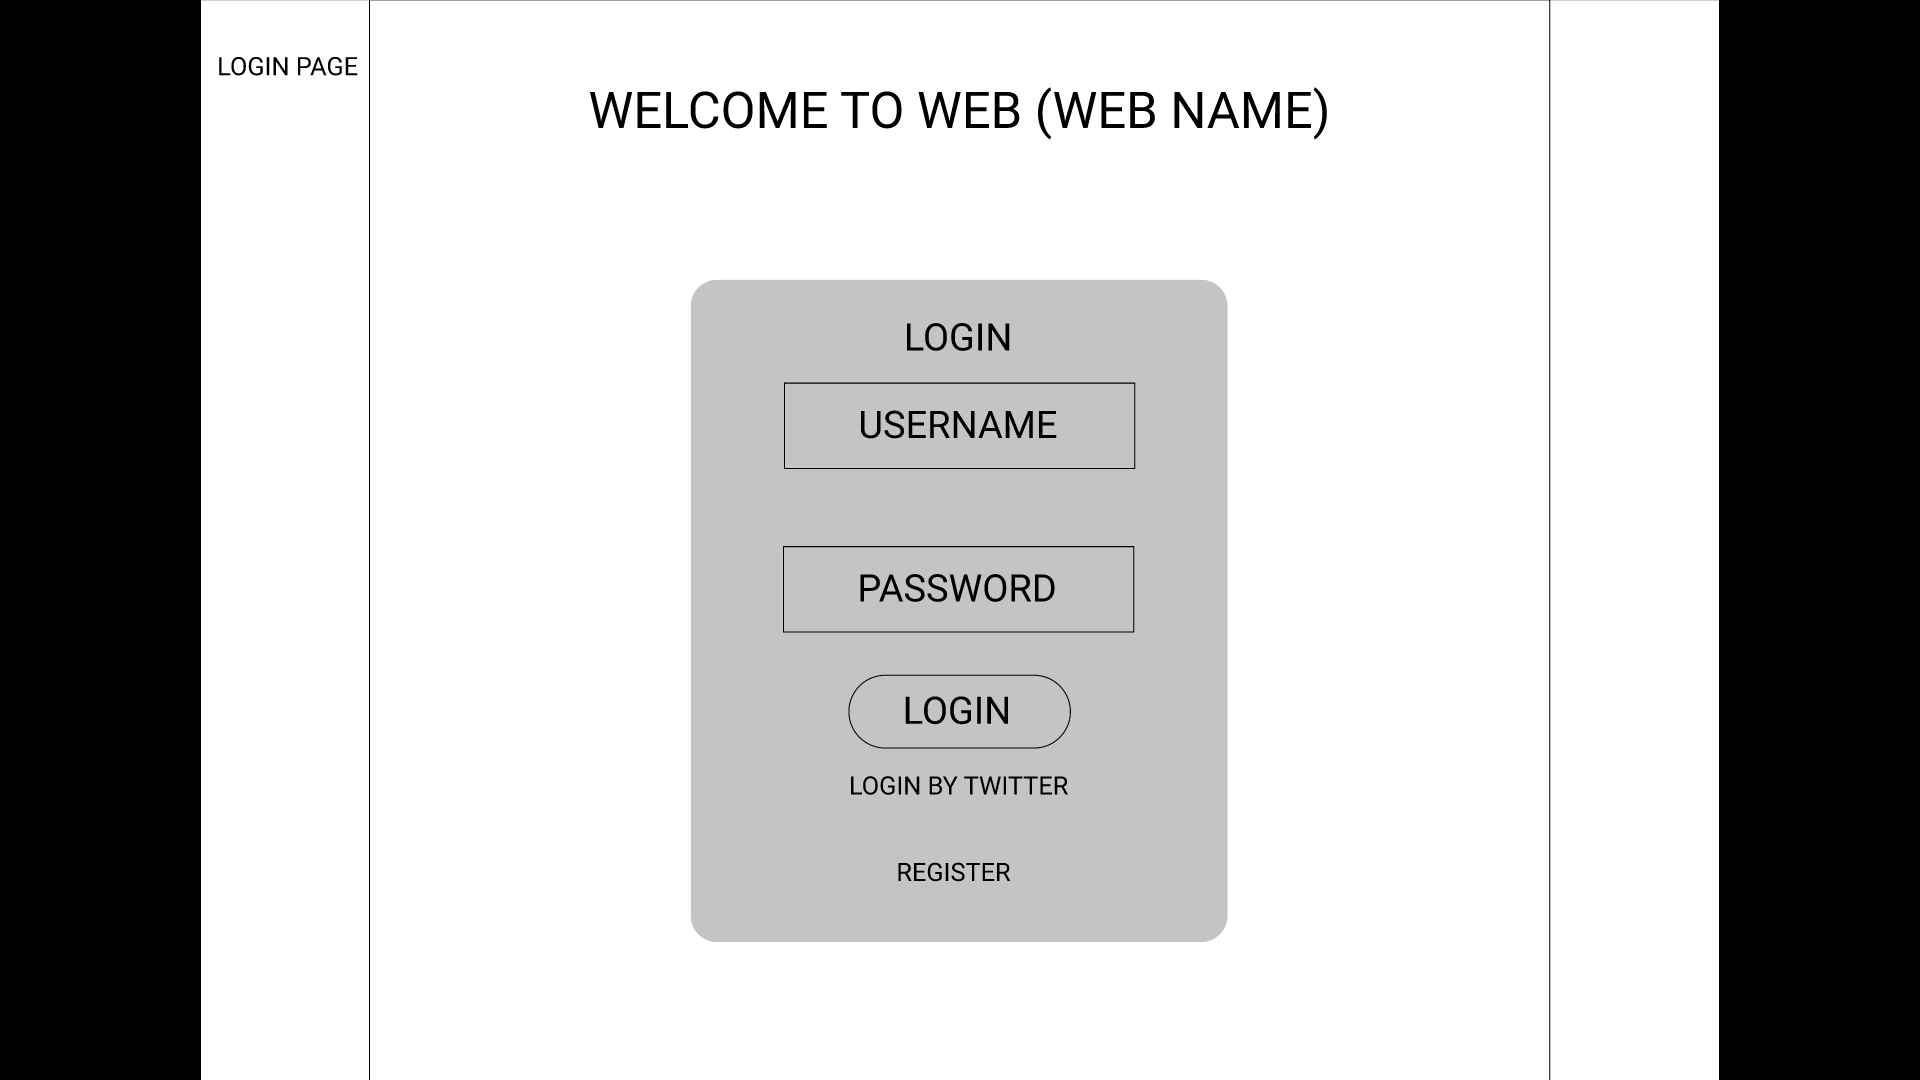 LOGIN PAGE
WELCOME TO WEB (WEB NAME)
LOGIN
USERNAME
PASSWORD
LOGIN
LOGIN BY TWITTER
REGISTER